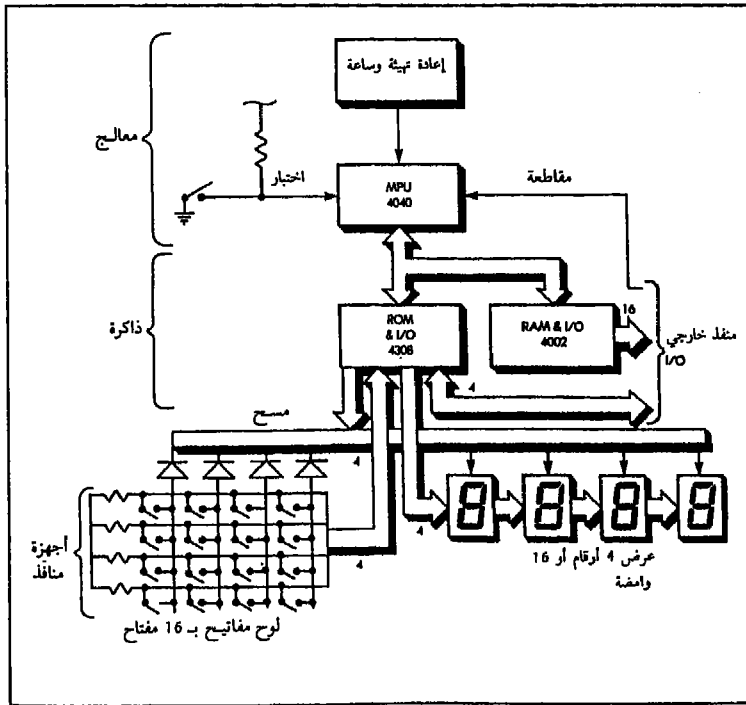 إعادة تهيئة وساعة
معالج
اختبار
MPU
4040
مقاطعة
ذاكرة
ROM
& I/O
4308
RAM & I/O
4002
16
منفذ خارجي
I/O
4
مسح
4
أجهزة
منافذ
4
4
عرض 4 أوقام أو 16
وامضة
لوح مفاتيح بـ 16 مفتاح